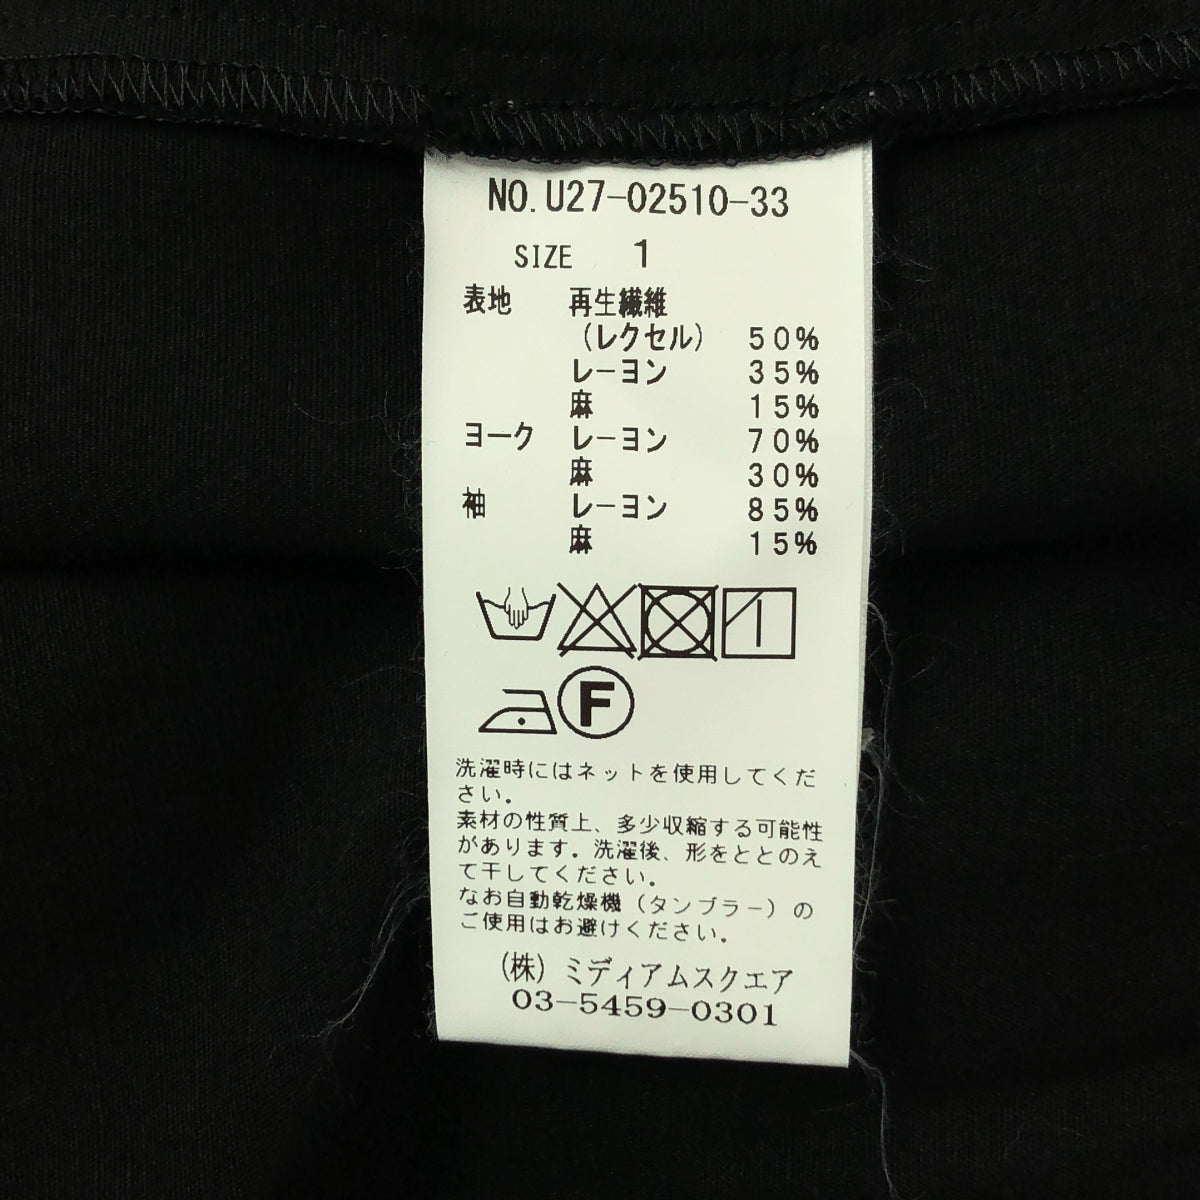 NO. U27-02510-33
SIZE 1
表地 再生繊維
(レクセル) 50%
レーヨン 35%
麻 15%
ヨーク レーヨン 70%
麻 30%
袖 レーヨン 85%
麻 15%
F
洗濯時にはネットを使用してくだ
さい。
素材の性質上、多少収縮する可能性
があります。洗濯後、形をととのえ
て干してください。
なお自動乾燥機(タンブラー)の
ご使用はお避けください。
(株)ミディアムスクエア
03-5459-0301